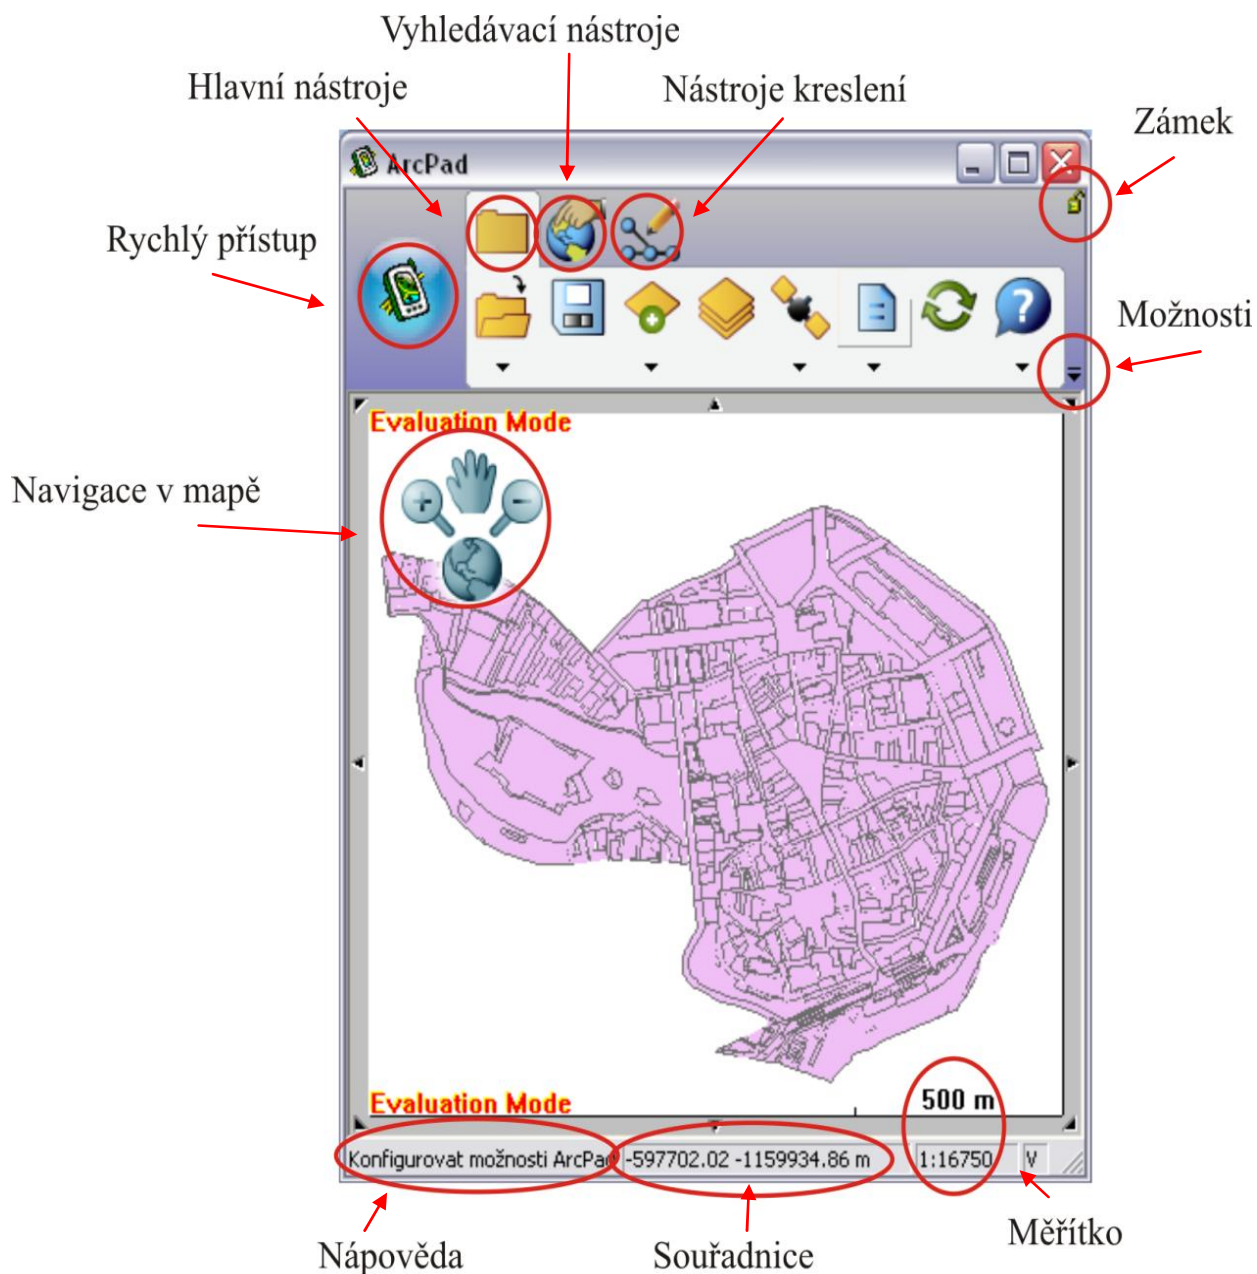 Vyhledávací nástroje
Hlavní nástroje
Nástroje kreslení
Zámek
ArcPad
Rychlý přístup
Možnosti
Evaluation Mode
Navigace v mapě
500 m
Evaluation Mode
Konfigurovat možnosti ArcPad
-597702.02 -1159934.86 m
1:16750
V
Měřítko
Nápověda
Souřadnice